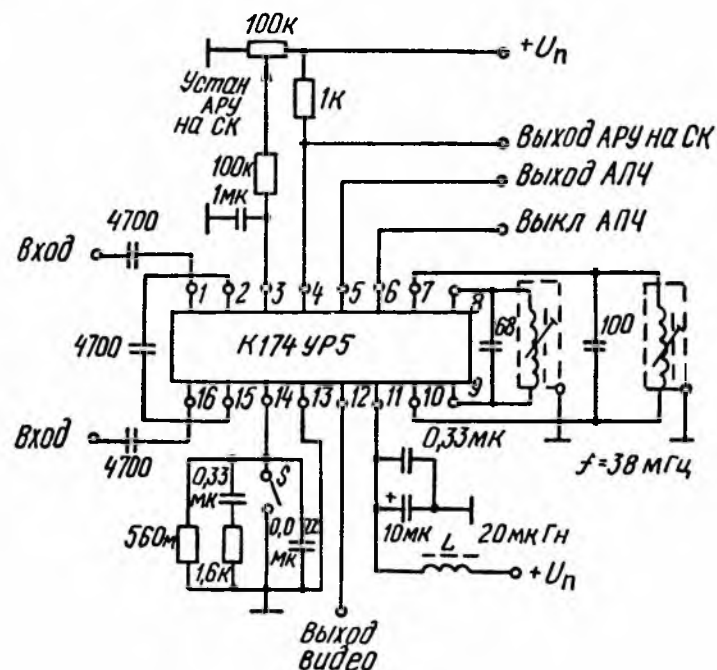 100к
+Uп
Устан
АРУ
на СК
1к
Выход АРУ на СК
100к
Выход АПЧ
1мк
Выкл АПЧ
4700
Вход
1 2 3 4 5 6 7 8
К174УР5
4700
68
100
16 15 14 13 12 11 10 9
Вход
4700
0,33мк
f=38 мГц
0,33
мк
S
+
10мк
L
20мкГн
560м
1,6к
мк
+Uп
Выход
видео